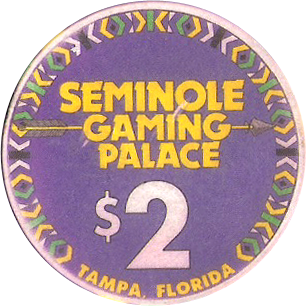 SEMINOLE
GAMING
PALACE
$2
TAMPA, FLORIDA